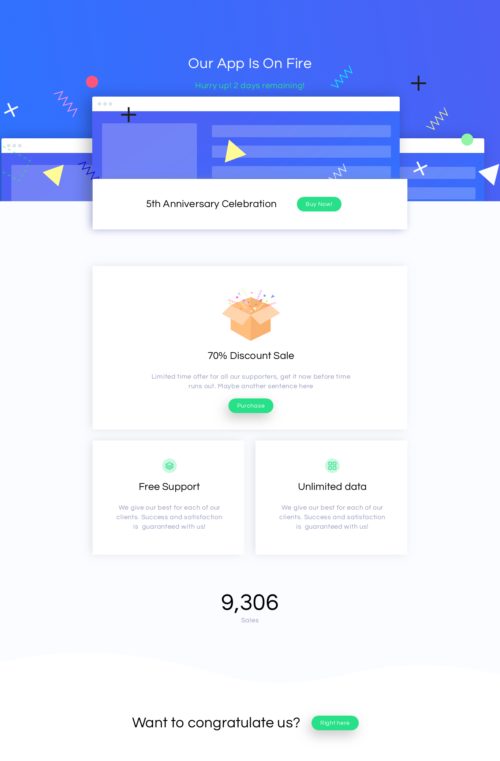 Our App Is On Fire
Hurry up! 2 days remaining!
5th Anniversary Celebration
Buy Now!
70% Discount Sale
Limited time offer for all our supporters, get it now before time
runs out. Maybe another sentence here
Purchase
Free Support
We give our best for each of our
clients. Success and satisfaction
is guaranteed with us!
Unlimited data
We give our best for each of our
clients. Success and satisfaction
is guaranteed with us!
9,306
Sales
Want to congratulate us?
Right here